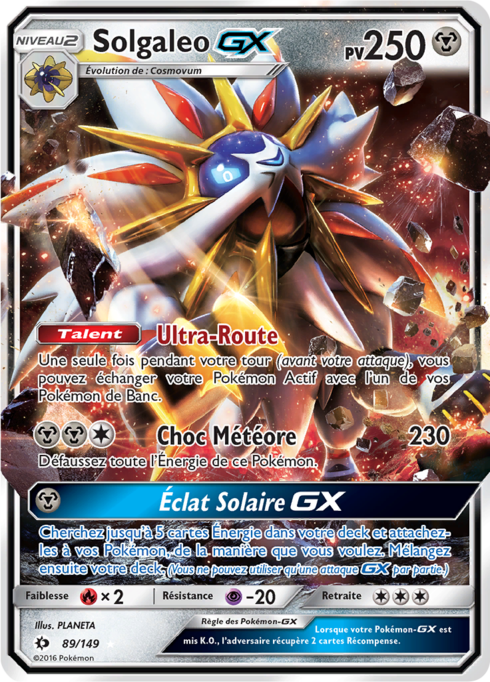 NIVEAU 2 Solgaleo GX PV 250
Évolution de : Cosmovum
Talent Ultra-Route
Une seule fois pendant votre tour (avant votre attaque), vous
pouvez échanger votre Pokémon Actif avec l'un de vos
Pokémon de Banc.
Choc Météore 230
Défaussez toute l'Énergie de ce Pokémon.
Éclat Solaire GX
Cherchez jusqu'à 5 cartes Énergie dans votre deck et attachez-
les à vos Pokémon, de la manière que vous voulez. Mélangez
ensuite votre deck. (Vous ne pouvez utiliser qu'une attaque GX par partie.)
Faiblesse × 2 Résistance -20 Retraite
Illus. PLANETA
89/149
©2016 Pokémon
Règle des Pokémon-GX
Lorsque votre Pokémon-GX est
mis K.O., l'adversaire récupère 2 cartes Récompense.